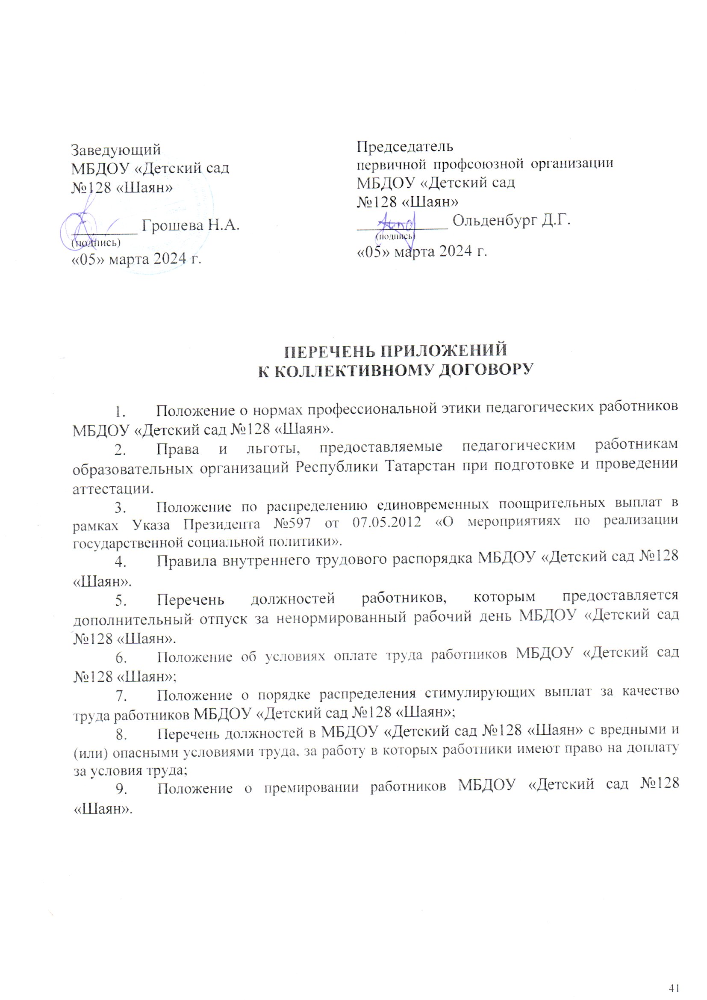 Заведующий
МБДОУ «Детский сад
№128 «Шаян»
________ Грошева Н.А.
(подпись)
«05» марта 2024 г.
Председатель
первичной профсоюзной организации
МБДОУ «Детский сад
№128 «Шаян»
___________ Ольденбург Д.Г.
(подпись)
«05» марта 2024 г.
ПЕРЕЧЕНЬ ПРИЛОЖЕНИЙ
К КОЛЛЕКТИВНОМУ ДОГОВОРУ
1. Положение о нормах профессиональной этики педагогических работников
МБДОУ «Детский сад №128 «Шаян».
2. Права и льготы, предоставляемые педагогическим работникам
образовательных организаций Республики Татарстан при подготовке и проведении
аттестации.
3. Положение по распределению единовременных поощрительных выплат в
рамках Указа Президента №597 от 07.05.2012 «О мероприятиях по реализации
государственной социальной политики».
4. Правила внутреннего трудового распорядка МБДОУ «Детский сад №128
«Шаян».
5. Перечень должностей работников, которым предоставляется
дополнительный отпуск за ненормированный рабочий день МБДОУ «Детский сад
№128 «Шаян».
6. Положение об условиях оплате труда работников МБДОУ «Детский сад
№128 «Шаян»;
7. Положение о порядке распределения стимулирующих выплат за качество
труда работников МБДОУ «Детский сад №128 «Шаян»;
8. Перечень должностей в МБДОУ «Детский сад №128 «Шаян» с вредными и
(или) опасными условиями труда, за работу в которых работники имеют право на доплату
за условия труда;
9. Положение о премировании работников МБДОУ «Детский сад №128
«Шаян».
41